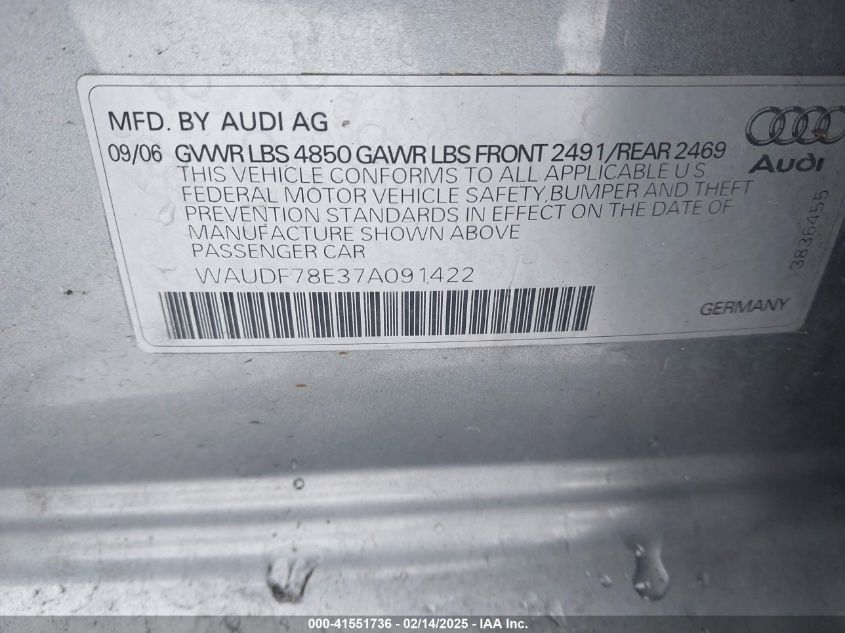 MFD. BY AUDI AG
09/06 GVWR LBS 4850 GAWR LBS FRONT 2491/REAR 2469
THIS VEHICLE CONFORMS TO ALL APPLICABLE U S
FEDERAL MOTOR VEHICLE SAFETY, BUMPER AND THEFT
PREVENTION STANDARDS IN EFFECT ON THE DATE OF
MANUFACTURE SHOWN ABOVE
PASSENGER CAR
WAUDF78E37A091422
Audi
3836455
GERMANY
000-41551736 - 02/14/2025 - IAA Inc.